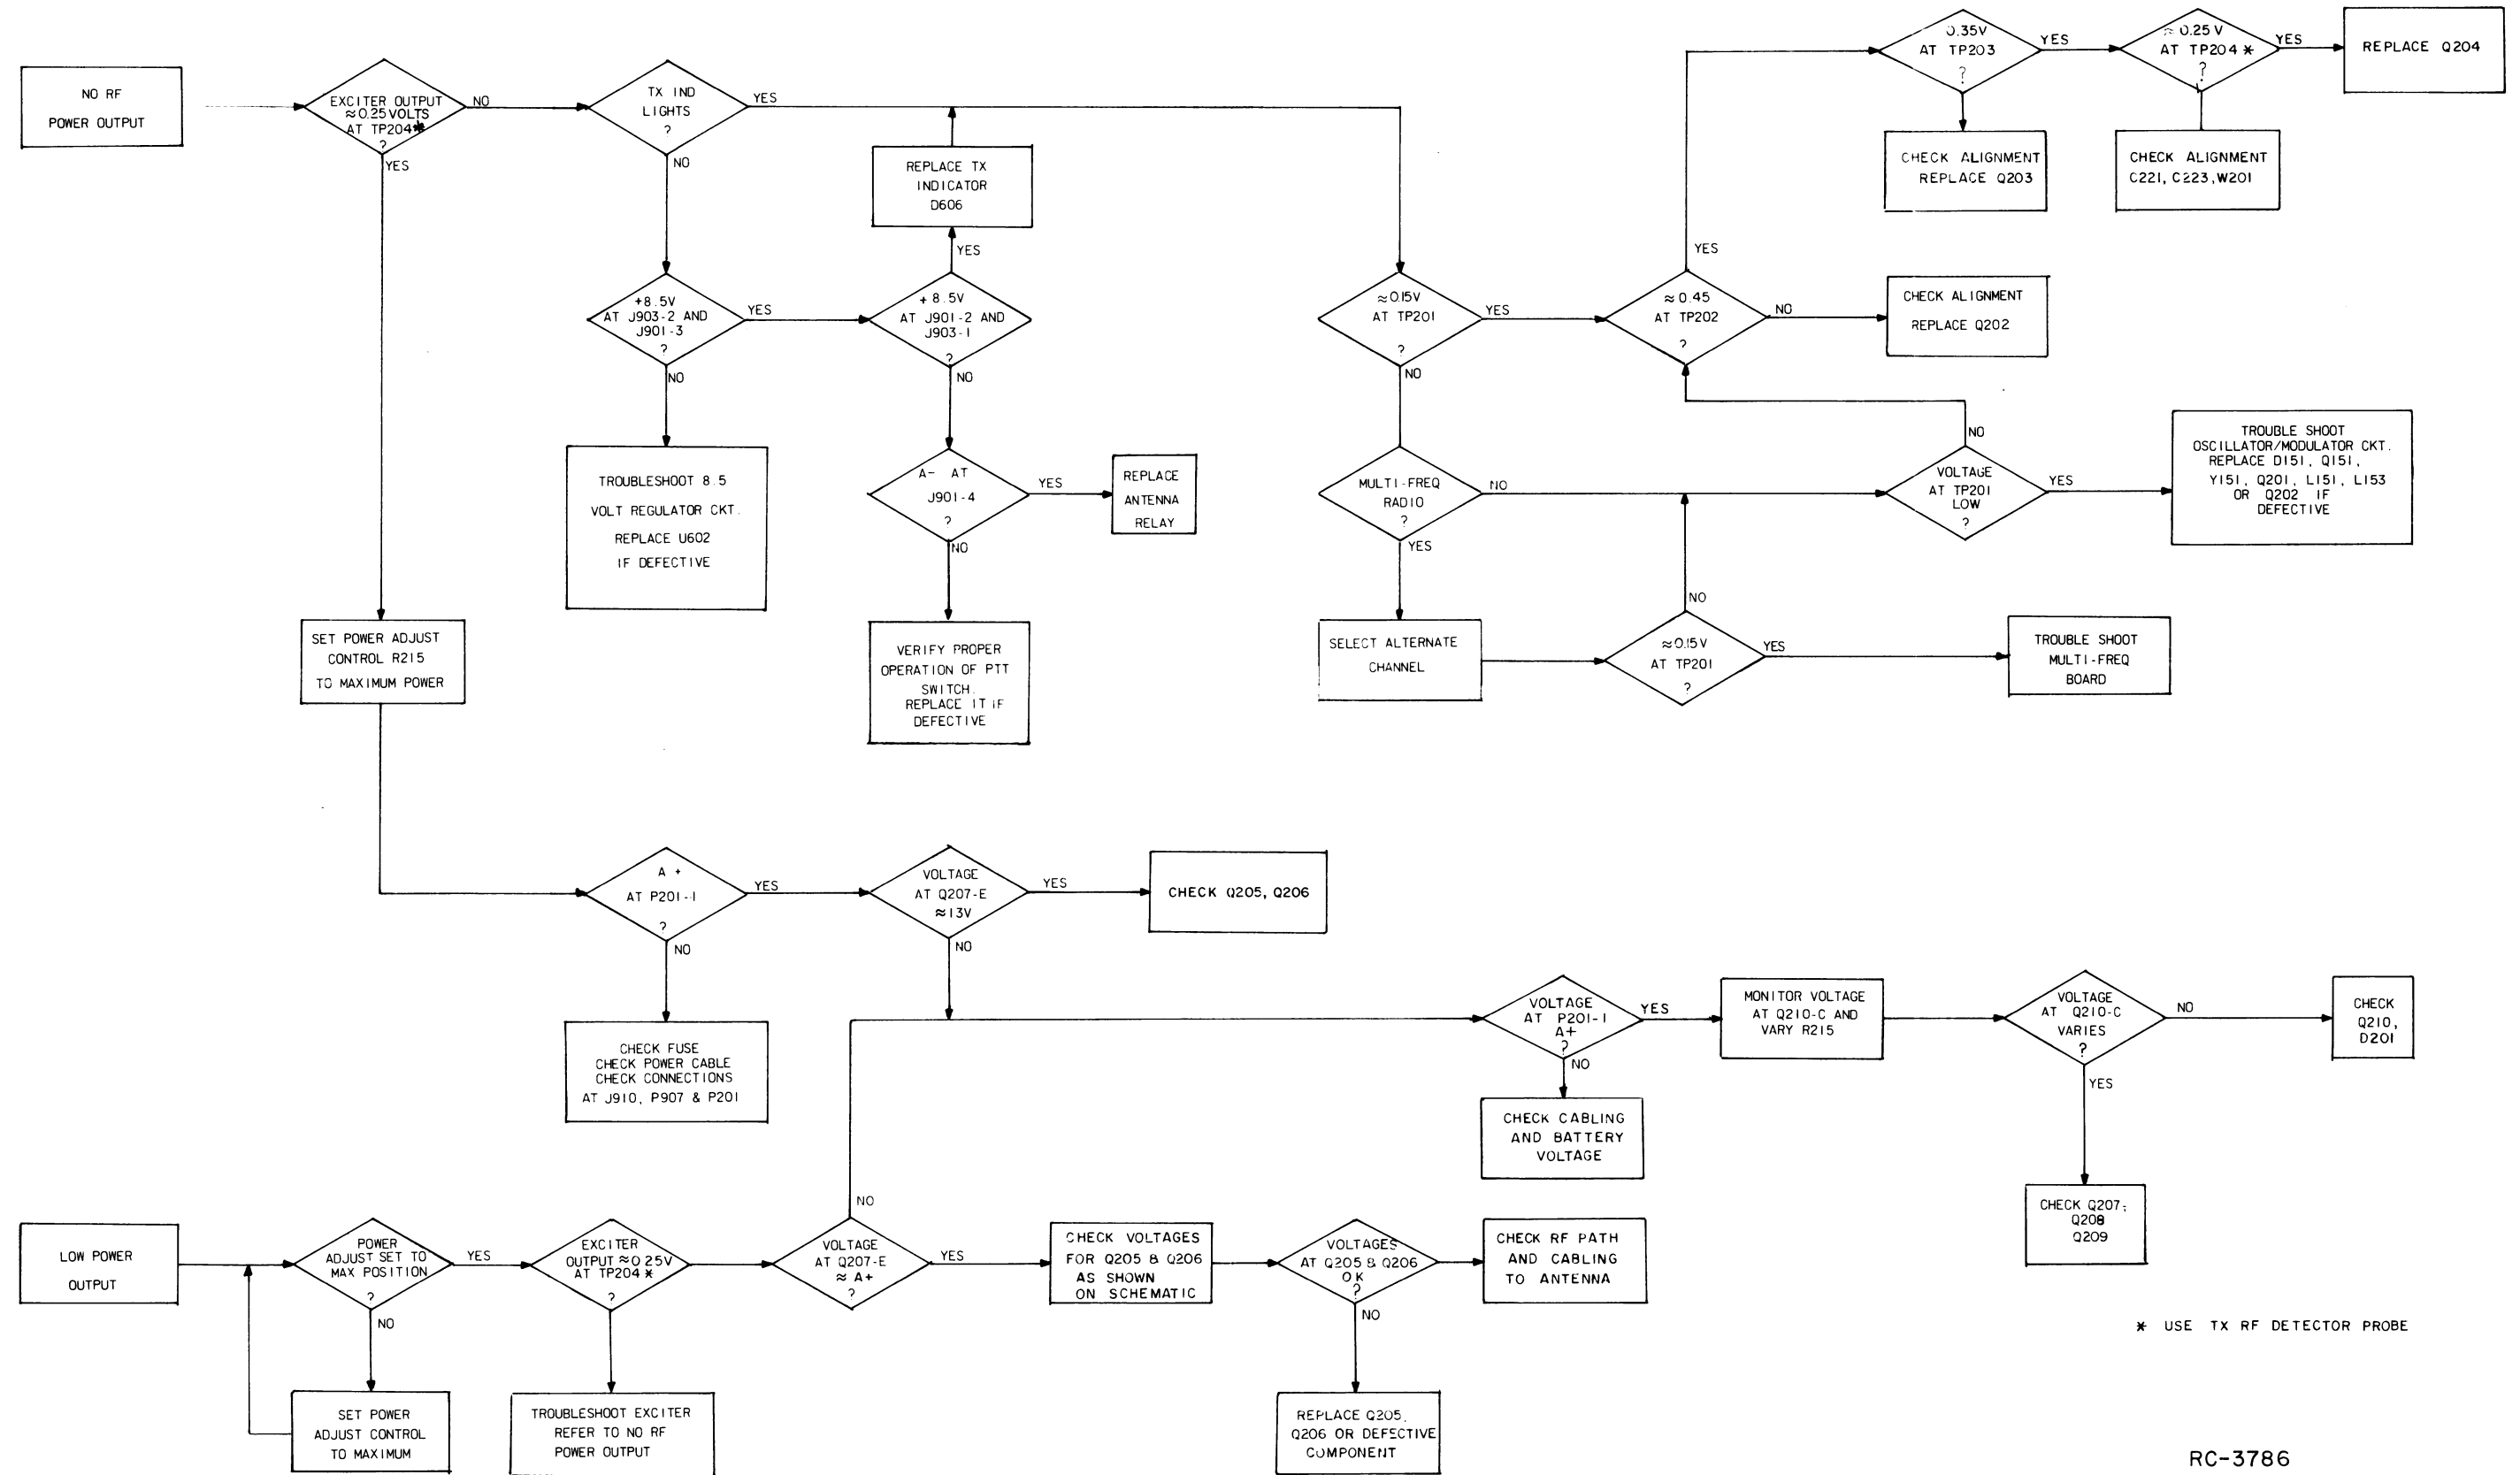 NO RF
POWER OUTPUT
EXCITER OUTPUT
≈0.25 VOLTS
AT TP204*
?
NO
YES
TX IND
LIGHTS
?
YES
NO
REPLACE TX
INDICATOR
D606
YES
+8.5V
AT J903-2 AND
J901-3
?
YES
NO
+ 8.5V
AT J901-2 AND
J903-1
?
NO
TROUBLESHOOT 8.5
VOLT REGULATOR CKT.
REPLACE U602
IF DEFECTIVE
A- AT
J901-4
?
YES
NO
REPLACE
ANTENNA
RELAY
VERIFY PROPER
OPERATION OF PTT
SWITCH.
REPLACE IT IF
DEFECTIVE
SET POWER ADJUST
CONTROL R215
TO MAXIMUM POWER
0.35V
AT TP203
?
YES
≈ 0.25 V
AT TP204 *
?
YES
REPLACE Q204
CHECK ALIGNMENT
REPLACE Q203
CHECK ALIGNMENT
C221, C223, W201
YES
≈0.15V
AT TP201
?
YES
NO
≈0.45
AT TP202
?
NO
CHECK ALIGNMENT
REPLACE Q202
MULTI-FREQ
RADIO
?
NO
YES
NO
VOLTAGE
AT TP201
LOW
?
YES
TROUBLE SHOOT
OSCILLATOR/MODULATOR CKT.
REPLACE D151, Q151,
Y151, Q201, L151, L153
OR Q202 IF
DEFECTIVE
SELECT ALTERNATE
CHANNEL
NO
≈0.15V
AT TP201
?
YES
TROUBLE SHOOT
MULTI-FREQ
BOARD
A +
AT P201-1
?
YES
NO
VOLTAGE
AT Q207-E
≈13V
YES
NO
CHECK Q205, Q206
CHECK FUSE
CHECK POWER CABLE
CHECK CONNECTIONS
AT J910, P907 & P201
VOLTAGE
AT P201-1
A+
?
YES
NO
MONITOR VOLTAGE
AT Q210-C AND
VARY R215
VOLTAGE
AT Q210-C
VARIES
?
NO
YES
CHECK
Q210,
D201
CHECK CABLING
AND BATTERY
VOLTAGE
CHECK Q207,
Q208
Q209
LOW POWER
OUTPUT
POWER
ADJUST SET TO
MAX POSITION
?
YES
NO
EXCITER
OUTPUT ≈0.25V
AT TP204 *
?
NO
VOLTAGE
AT Q207-E
≈ A+
?
YES
CHECK VOLTAGES
FOR Q205 & Q206
AS SHOWN
ON SCHEMATIC
VOLTAGES
AT Q205 & Q206
OK
?
NO
CHECK RF PATH
AND CABLING
TO ANTENNA
SET POWER
ADJUST CONTROL
TO MAXIMUM
TROUBLESHOOT EXCITER
REFER TO NO RF
POWER OUTPUT
REPLACE Q205,
Q206 OR DEFECTIVE
COMPONENT
* USE TX RF DETECTOR PROBE
RC-3786